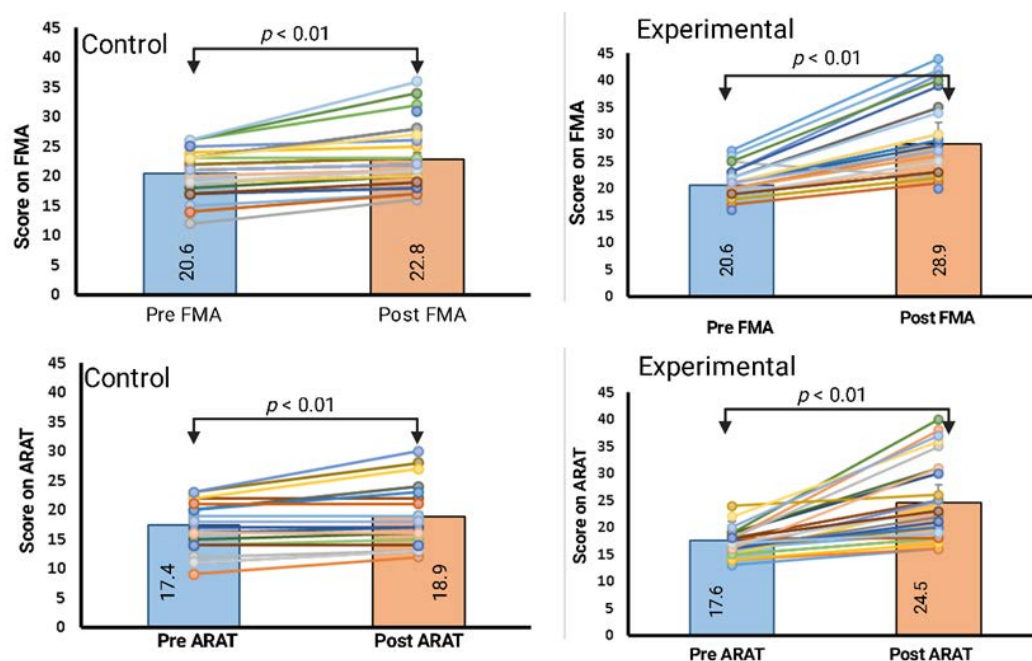 Control
p < 0.01
Score on FMA
45
40
35
30
25
20
15
10
5
0
20.6
22.8
Pre FMA
Post FMA
Experimental
p < 0.01
Score on FMA
45
40
35
30
25
20
15
10
5
0
20.6
28.9
Pre FMA
Post FMA
Control
p < 0.01
Score on ARAT
45
40
35
30
25
20
15
10
5
0
17.4
18.9
Pre ARAT
Post ARAT
Experimental
p < 0.01
Score on ARAT
45
40
35
30
25
20
15
10
5
0
17.6
24.5
Pre ARAT
Post ARAT